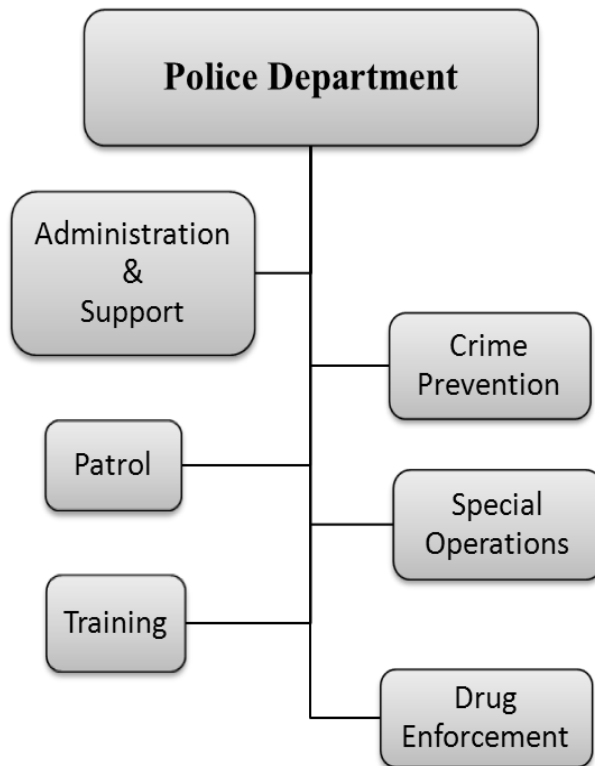 Police Department
Administration
&
Support
Crime
Prevention
Patrol
Special
Operations
Training
Drug
Enforcement